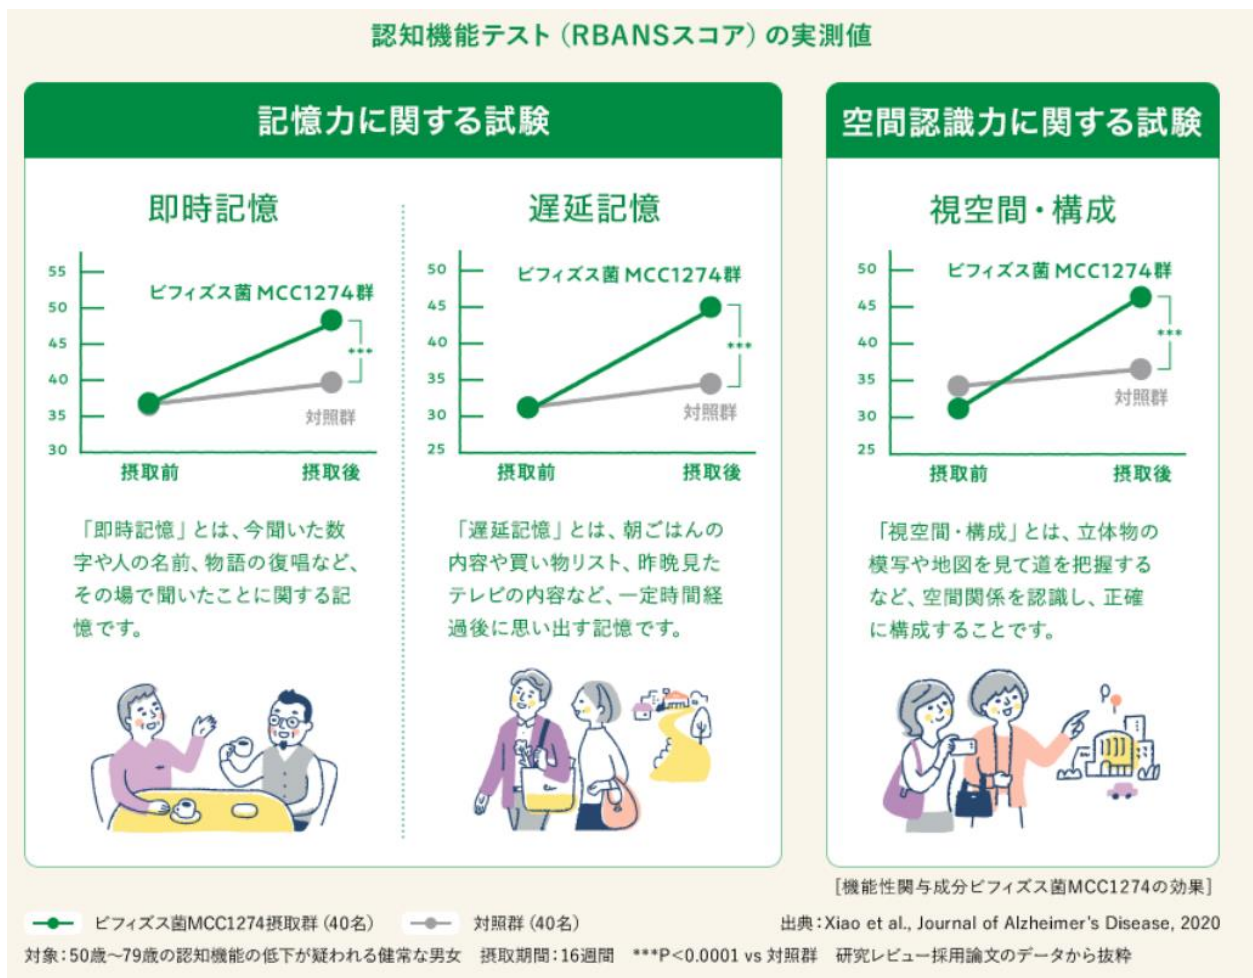 認知機能テスト（RBANSスコア）の実測値
記憶力に関する試験
即時記憶
55
50
45
40
35
30
ビフィズス菌 MCC1274群
***
対照群
摂取前
摂取後
「即時記憶」とは、今聞いた数
字や人の名前、物語の復唱など、
その場で聞いたことに関する記
憶です。
遅延記憶
50
45
40
35
30
25
ビフィズス菌 MCC1274群
***
対照群
摂取前
摂取後
「遅延記憶」とは、朝ごはんの
内容や買い物リスト、昨晩見た
テレビの内容など、一定時間経
過後に思い出す記憶です。
空間認識力に関する試験
視空間・構成
50
45
40
35
30
25
ビフィズス菌 MCC1274群
***
対照群
摂取前
摂取後
「視空間・構成」とは、立体物の
模写や地図を見て道を把握する
など、空間関係を認識し、正確
に構成することです。
［機能性関与成分ビフィズス菌MCC1274の効果］
ビフィズス菌MCC1274摂取群（40名） 対照群（40名） 出典：Xiao et al., Journal of Alzheimer's Disease, 2020
対象：50歳〜79歳の認知機能の低下が疑われる健常な男女 摂取期間：16週間 ***P<0.0001 vs 対照群 研究レビュー採用論文のデータから抜粋